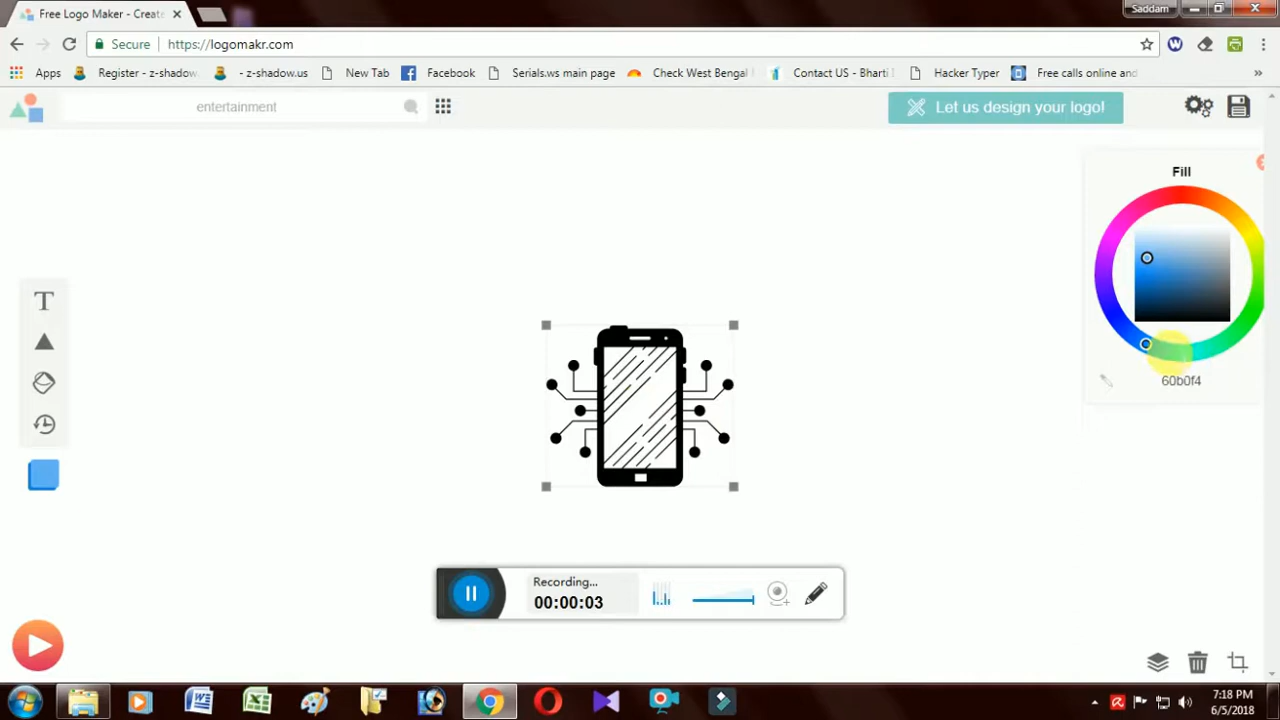 Saddam
Free Logo Maker - Create
Secure https://logomakr.com
Apps Register - z-shadow. - z-shadow.us New Tab Facebook Serials.ws main page Check West Bengal Contact US - Bharti Hacker Typer Free calls online and »
entertainment Let us design your logo!
Fill
T
60b0f4
Recording...
00:00:03
7:18 PM
6/5/2018